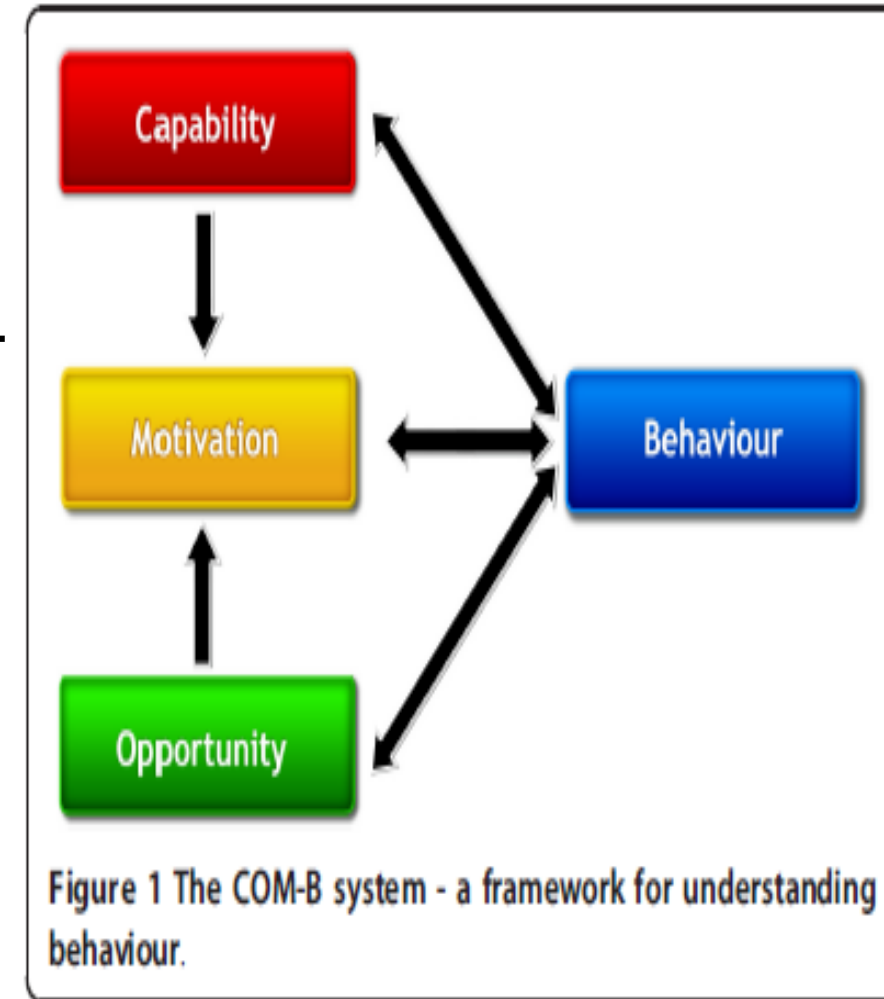 Capability
Motivation
Behaviour
Opportunity
Figure 1 The COM-B system - a framework for understanding
behaviour.